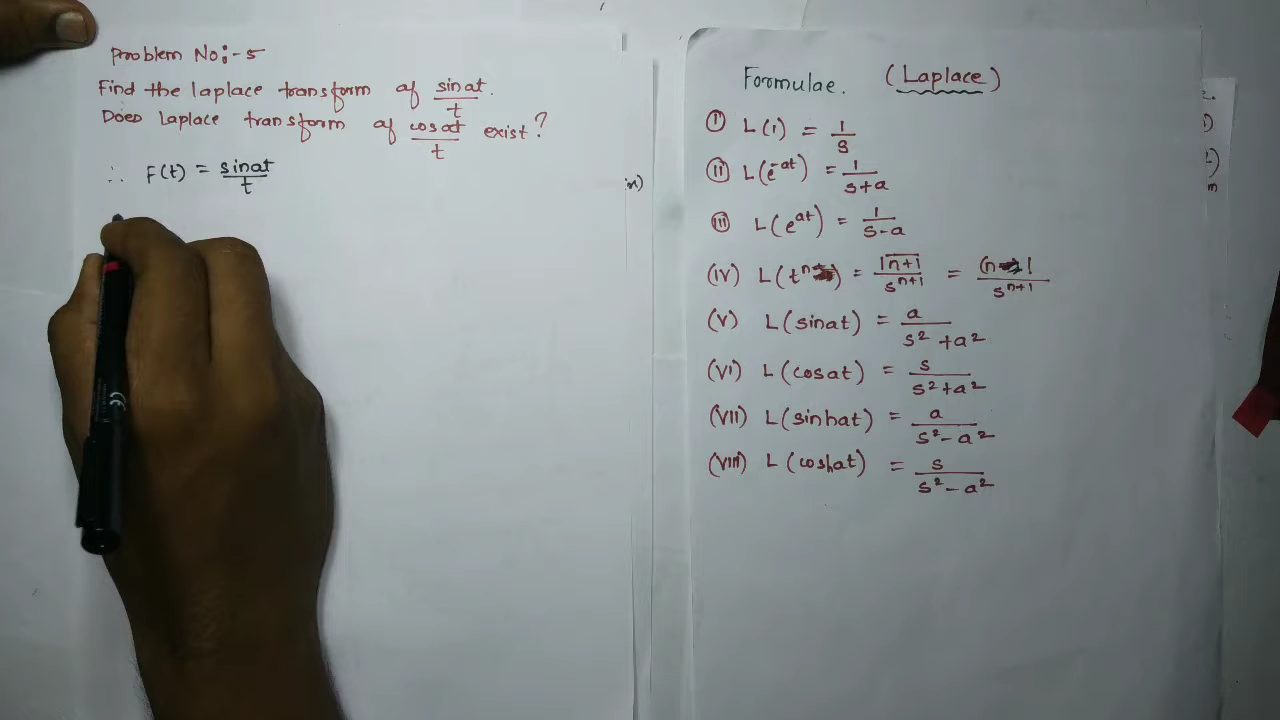 Problem No:- 5
Find the laplace transform of sinat/t.
Does Laplace transform of cosat/t exist?
∴ F(t) = sinat/t
Formulae. (Laplace)
(i) L(1) = 1/s
(ii) L(e^-at) = 1/s+a
(iii) L(e^at) = 1/s-a
(iv) L(t^n) = √n+1/s^n+1 = (n)!/s^n+1
(v) L(sinat) = a/s²+a²
(vi) L(cosat) = s/s²+a²
(vii) L(sinhat) = a/s²-a²
(viii) L(coshat) = s/s²-a²